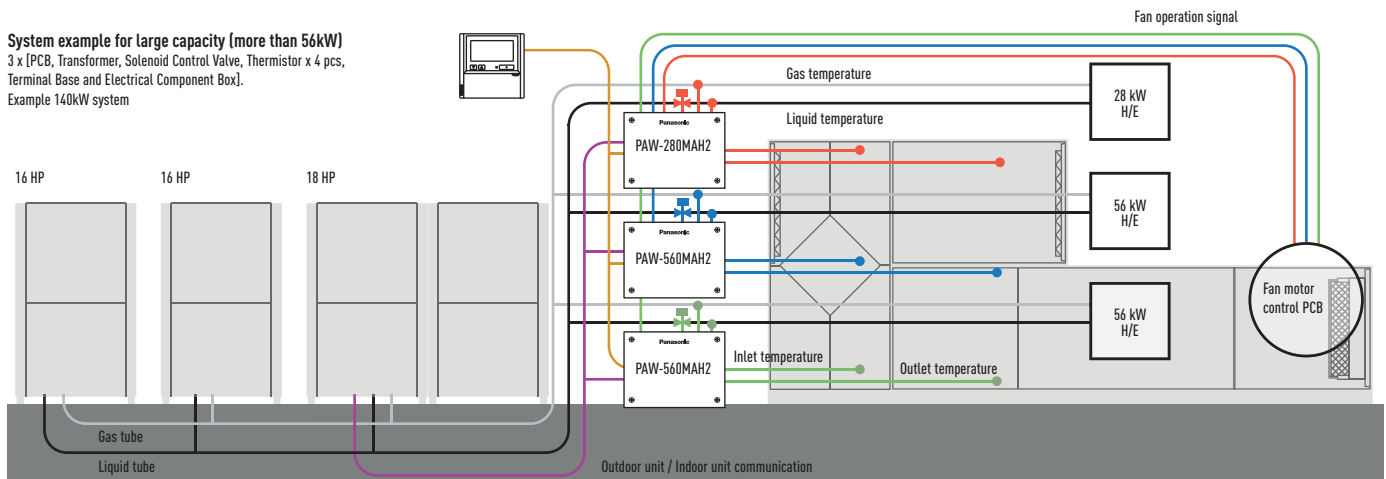 System example for large capacity (more than 56kW)
3 x [PCB, Transformer, Solenoid Control Valve, Thermistor x 4 pcs,
Terminal Base and Electrical Component Box].
Example 140kW system
Fan operation signal
Gas temperature
Liquid temperature
28 kW
H/E
Panasonic
PAW-280MAH2
16 HP
16 HP
18 HP
56 kW
H/E
Panasonic
PAW-560MAH2
Fan motor
control PCB
56 kW
H/E
Panasonic
PAW-560MAH2
Inlet temperature
Outlet temperature
Gas tube
Liquid tube
Outdoor unit / Indoor unit communication